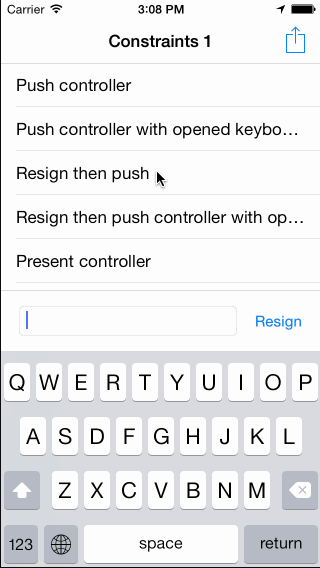 Carrier 3:08 PM
Constraints 1
Push controller
Push controller with opened keybo...
Resign then push
Resign then push controller with op...
Present controller
Resign
Q W E R T Y U I O P
A S D F G H J K L
Z X C V B N M
123 space return